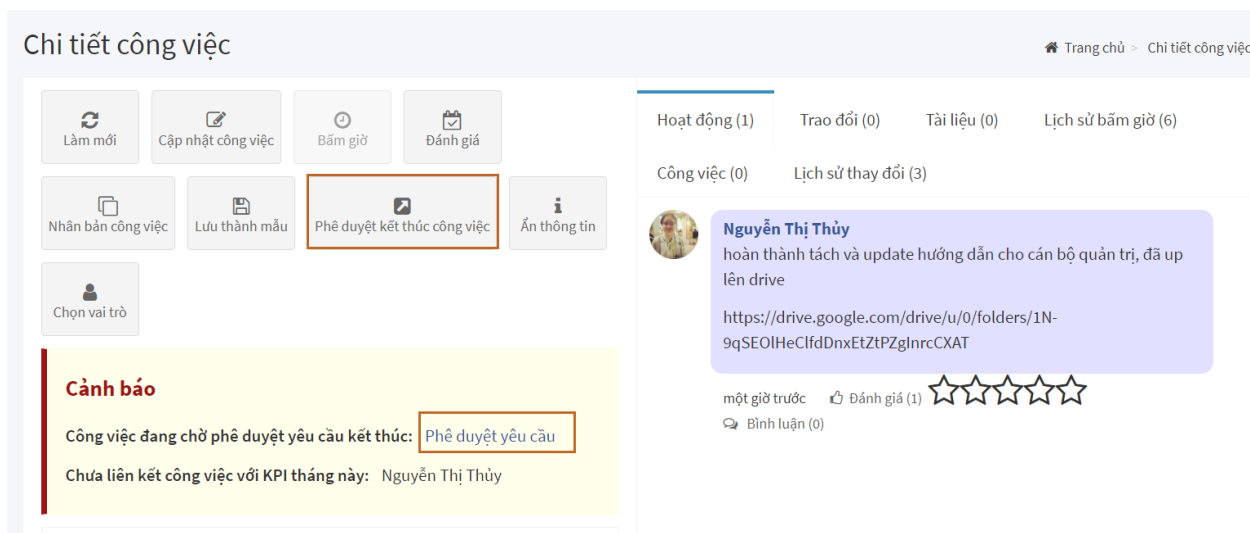 Chi tiết công việc
Trang chủ > Chi tiết công việc
Làm mới
Cập nhật công việc
Bấm giờ
Đánh giá
Nhân bản công việc
Lưu thành mẫu
Phê duyệt kết thúc công việc
Ẩn thông tin
Chọn vai trò
Cảnh báo
Công việc đang chờ phê duyệt yêu cầu kết thúc: Phê duyệt yêu cầu
Chưa liên kết công việc với KPI tháng này: Nguyễn Thị Thủy
Hoạt động (1)
Trao đổi (0)
Tài liệu (0)
Lịch sử bấm giờ (6)
Công việc (0)
Lịch sử thay đổi (3)
Nguyễn Thị Thủy
hoàn thành tách và update hướng dẫn cho cán bộ quản trị, đã up
lên drive
https://drive.google.com/drive/u/0/folders/1N-
9qSEOlHeClfdDnxEtZtPZgInrcCXAT
một giờ trước
Đánh giá (1)
Bình luận (0)